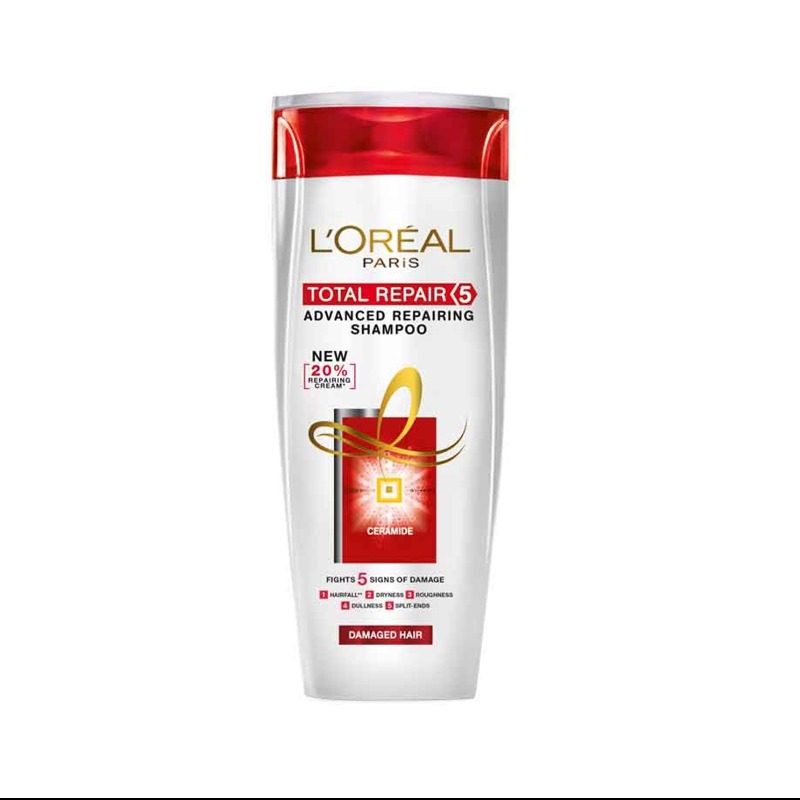 L'ORÉAL
PARiS
TOTAL REPAIR 5
ADVANCED REPAIRING
SHAMPOO
NEW
20%
REPAIRING
CREAM*
CERAMIDE
FIGHTS 5 SIGNS OF DAMAGE
1 HAIRFALL** 2 DRYNESS 3 ROUGHNESS
4 DULLNESS 5 SPLIT-ENDS
DAMAGED HAIR